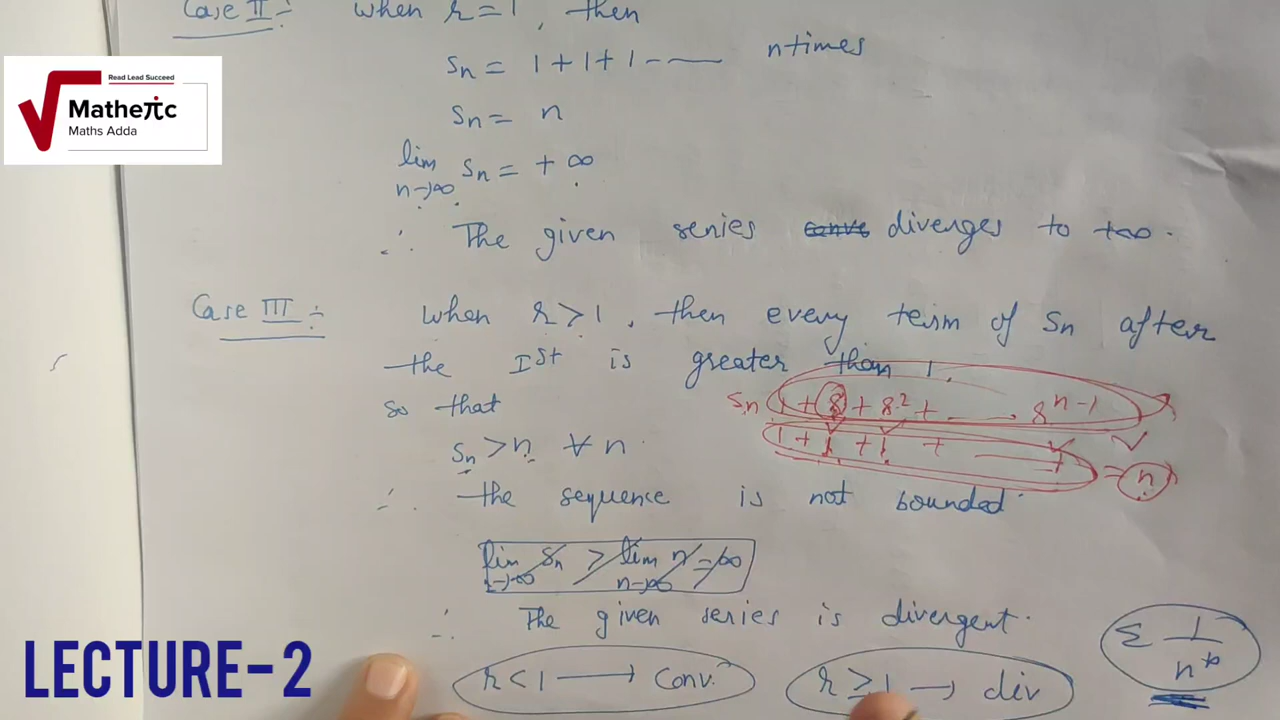 Case II :- when r = 1, then
Sn = 1 + 1 + 1 ------ n times
Sn = n
lim n→∞ Sn = + ∞
∴ The given series diverges to +∞.
Case III :- when r > 1, then every term of Sn after
the Ist is greater than 1.
so that
Sn 1 + r + r² + ------ r^n-1
Sn > n ∀ n
1 + 1 + 1 + ------ + = n
∴ the sequence is not bounded.
lim n→∞ Sn > lim n→∞ n = ∞
∴ The given series is divergent.
r < 1 → conv.
r ≥ 1 → div
Σ 1/n
Read Lead Succeed
Matheπc
Maths Adda
LECTURE-2